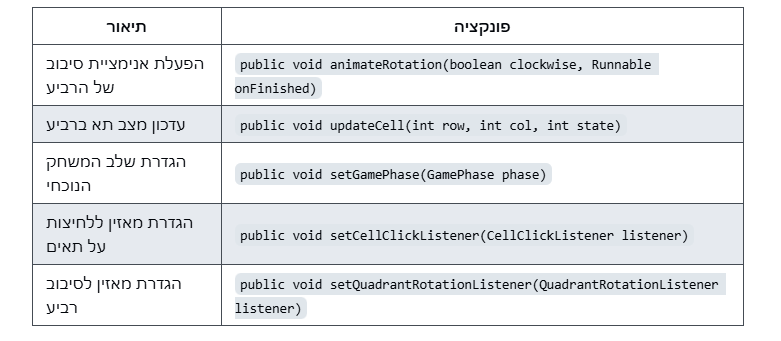 פונקציה
תיאור
public void animateRotation(boolean clockwise, Runnable
onFinished)
הפעלת אנימציית סיבוב
של הרביע
public void updateCell(int row, int col, int state)
עדכון מצב תא ברביע
public void setGamePhase(GamePhase phase)
הגדרת שלב המשחק
הנוכחי
public void setCellClickListener(CellClickListener listener)
הגדרת מאזין ללחיצות
על תאים
public void setQuadrantRotationListener(QuadrantRotationListener
listener)
הגדרת מאזין לסיבוב
רביע